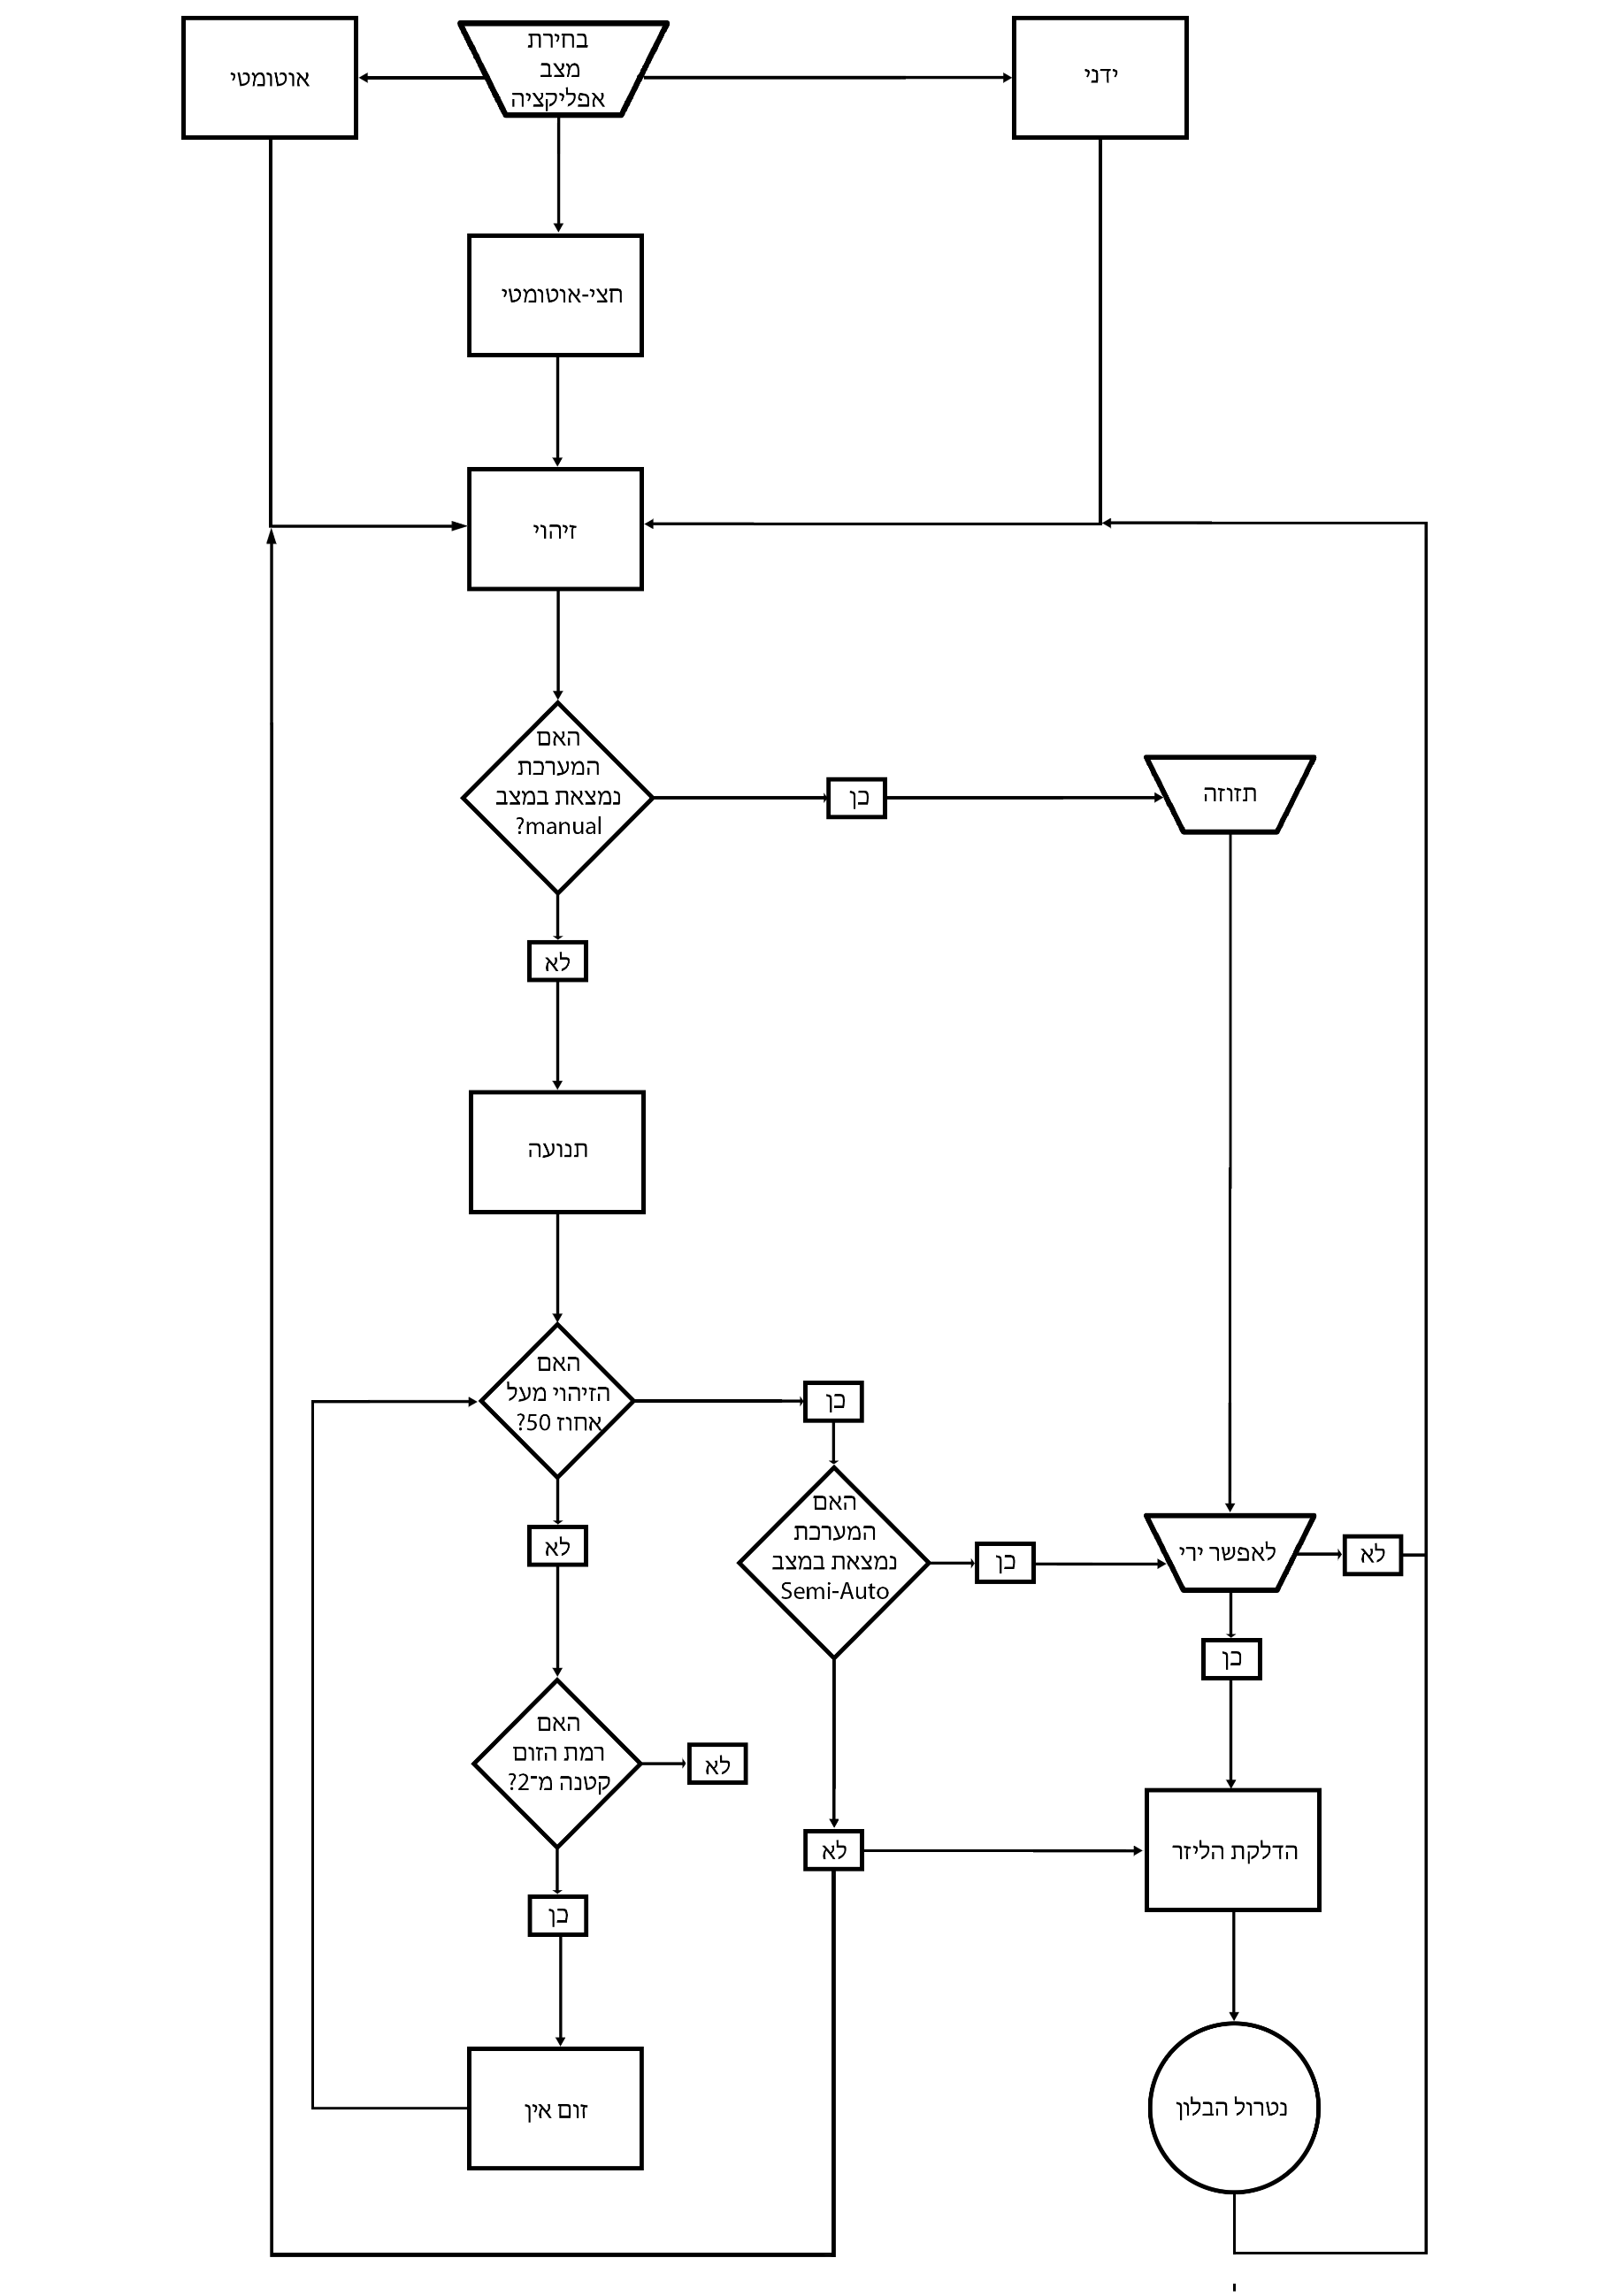 בחירת
מצב
אפליקציה
ידני
אוטומטי
חצי-אוטומטי
זיהוי
האם
המערכת
נמצאת במצב
manual?
כן
תזוזה
לא
תנועה
האם
הזיהוי מעל
50 אחוז?
כן
לא
האם
המערכת
נמצאת במצב
Semi-Auto
כן
לאפשר ירי
לא
כן
האם
רמת הזום
קטנה מ־2?
לא
כן
לא
הדלקת הליזר
זום אין
נטרול הבלון